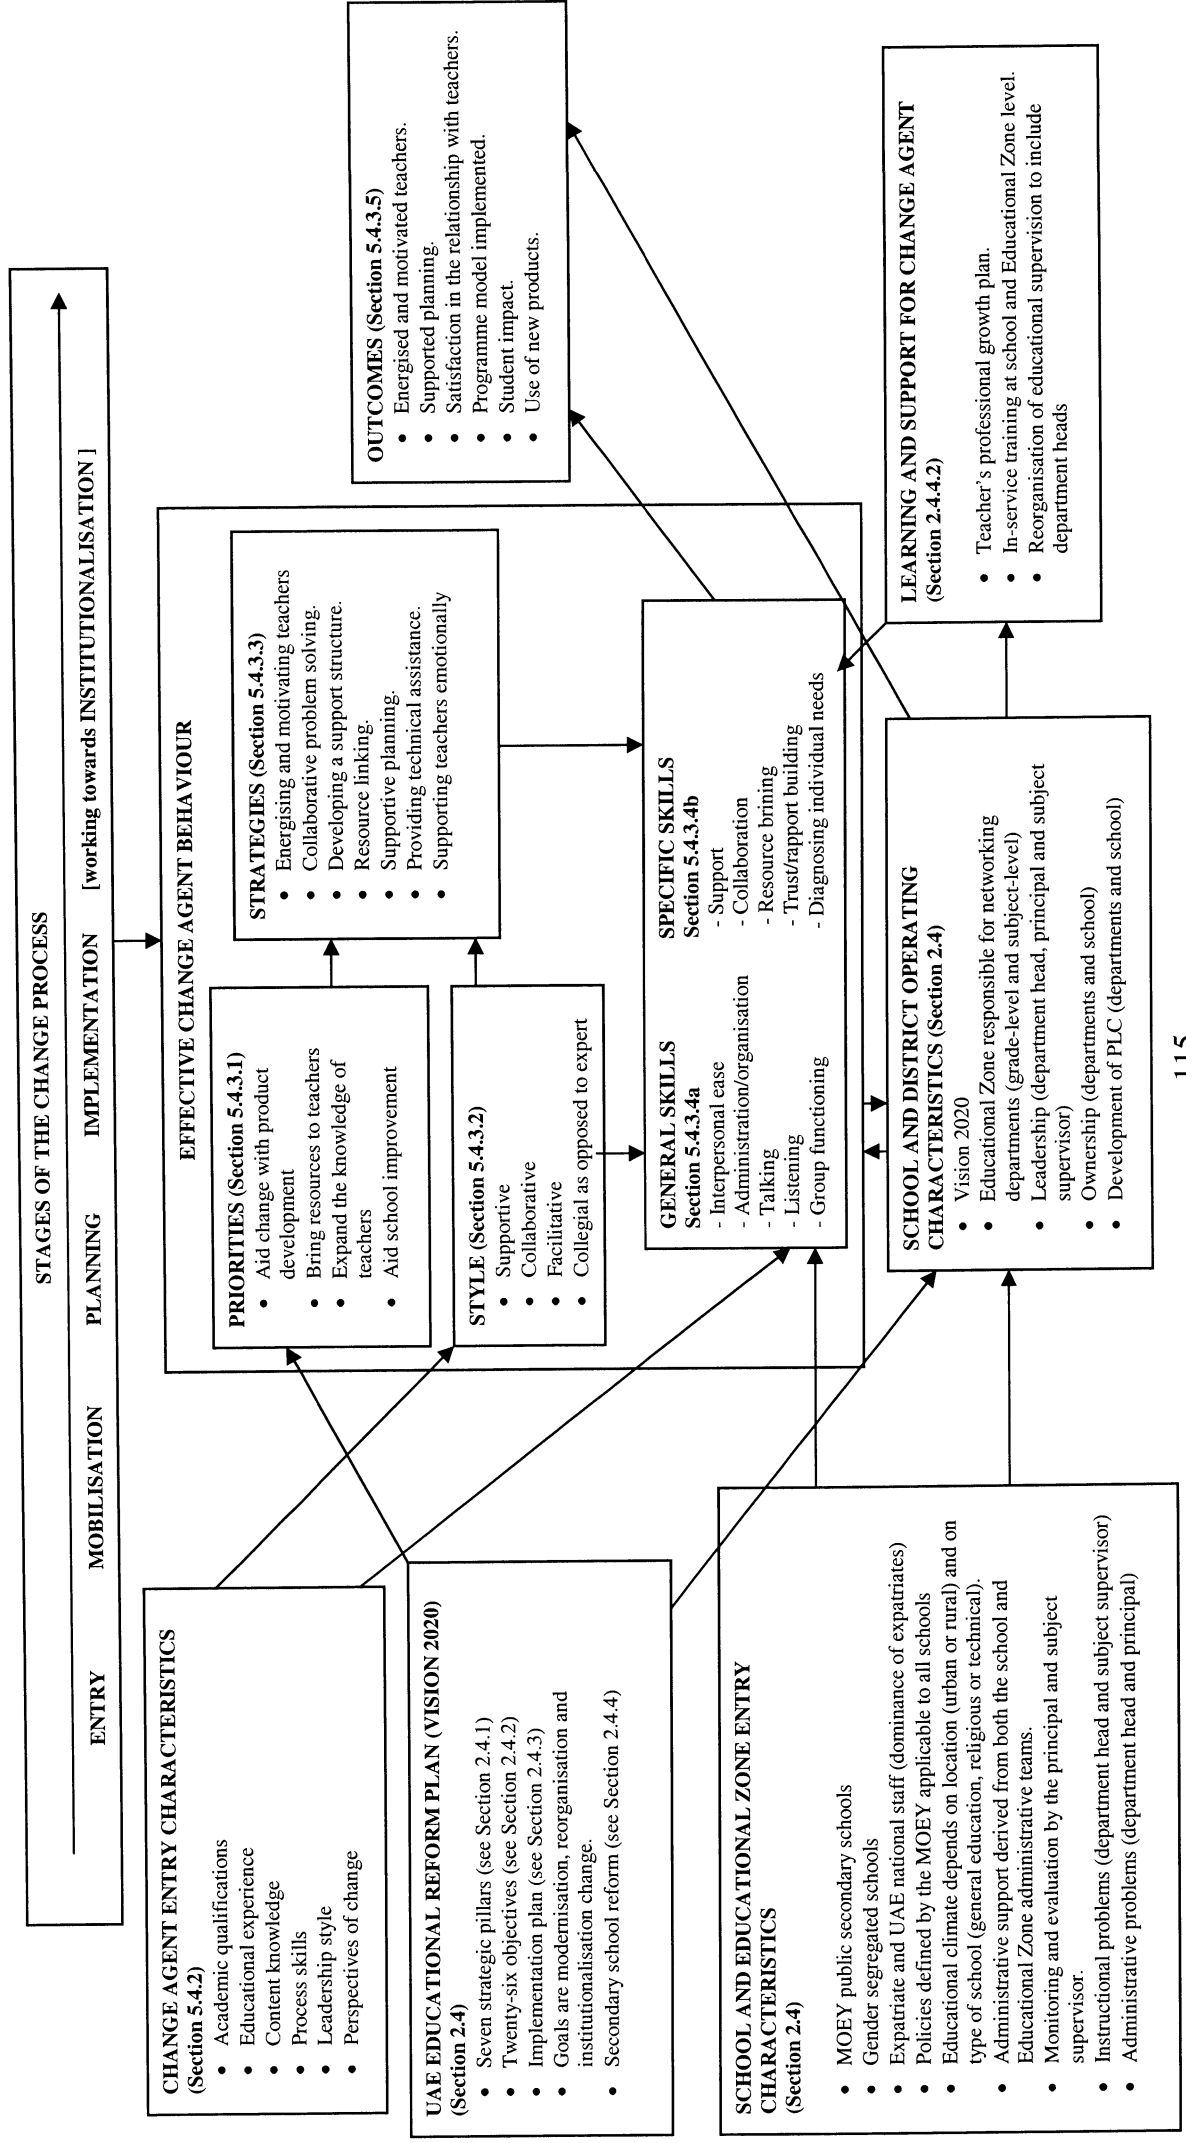 STAGES OF THE CHANGE PROCESS
ENTRY MOBILISATION PLANNING IMPLEMENTATION [working towards INSTITUTIONALISATION ]
CHANGE AGENT ENTRY CHARACTERISTICS
(Section 5.4.2)
• Academic qualifications
• Educational experience
• Content knowledge
• Process skills
• Leadership style
• Perspectives of change
UAE EDUCATIONAL REFORM PLAN (VISION 2020)
(Section 2.4)
• Seven strategic pillars (see Section 2.4.1)
• Twenty-six objectives (see Section 2.4.2)
• Implementation plan (see Section 2.4.3)
• Goals are modernisation, reorganisation and
institutionalisation change.
• Secondary school reform (see Section 2.4.4)
SCHOOL AND EDUCATIONAL ZONE ENTRY
CHARACTERISTICS
(Section 2.4)
• MOEY public secondary schools
• Gender segregated schools
• Expatriate and UAE national staff (dominance of expatriates)
• Policies defined by the MOEY applicable to all schools
• Educational climate depends on location (urban or rural) and on
type of school (general education, religious or technical).
• Administrative support derived from both the school and
Educational Zone administrative teams.
• Monitoring and evaluation by the principal and subject
supervisor.
• Instructional problems (department head and subject supervisor)
• Administrative problems (department head and principal)
EFFECTIVE CHANGE AGENT BEHAVIOUR
PRIORITIES (Section 5.4.3.1)
• Aid change with product
development
• Bring resources to teachers
• Expand the knowledge of
teachers
• Aid school improvement
STYLE (Section 5.4.3.2)
• Supportive
• Collaborative
• Facilitative
• Collegial as opposed to expert
STRATEGIES (Section 5.4.3.3)
• Energising and motivating teachers
• Collaborative problem solving.
• Developing a support structure.
• Resource linking.
• Supportive planning.
• Providing technical assistance.
• Supporting teachers emotionally
GENERAL SKILLS
Section 5.4.3.4a
- Interpersonal ease
- Administration/organisation
- Talking
- Listening
- Group functioning
SPECIFIC SKILLS
Section 5.4.3.4b
- Support
- Collaboration
- Resource brining
- Trust/rapport building
- Diagnosing individual needs
SCHOOL AND DISTRICT OPERATING
CHARACTERISTICS (Section 2.4)
• Vision 2020
• Educational Zone responsible for networking
departments (grade-level and subject-level)
• Leadership (department head, principal and subject
supervisor)
• Ownership (departments and school)
• Development of PLC (departments and school)
OUTCOMES (Section 5.4.3.5)
• Energised and motivated teachers.
• Supported planning.
• Satisfaction in the relationship with teachers.
• Programme model implemented.
• Student impact.
• Use of new products.
LEARNING AND SUPPORT FOR CHANGE AGENT
(Section 2.4.4.2)
• Teacher's professional growth plan.
• In-service training at school and Educational Zone level.
• Reorganisation of educational supervision to include
department heads
115